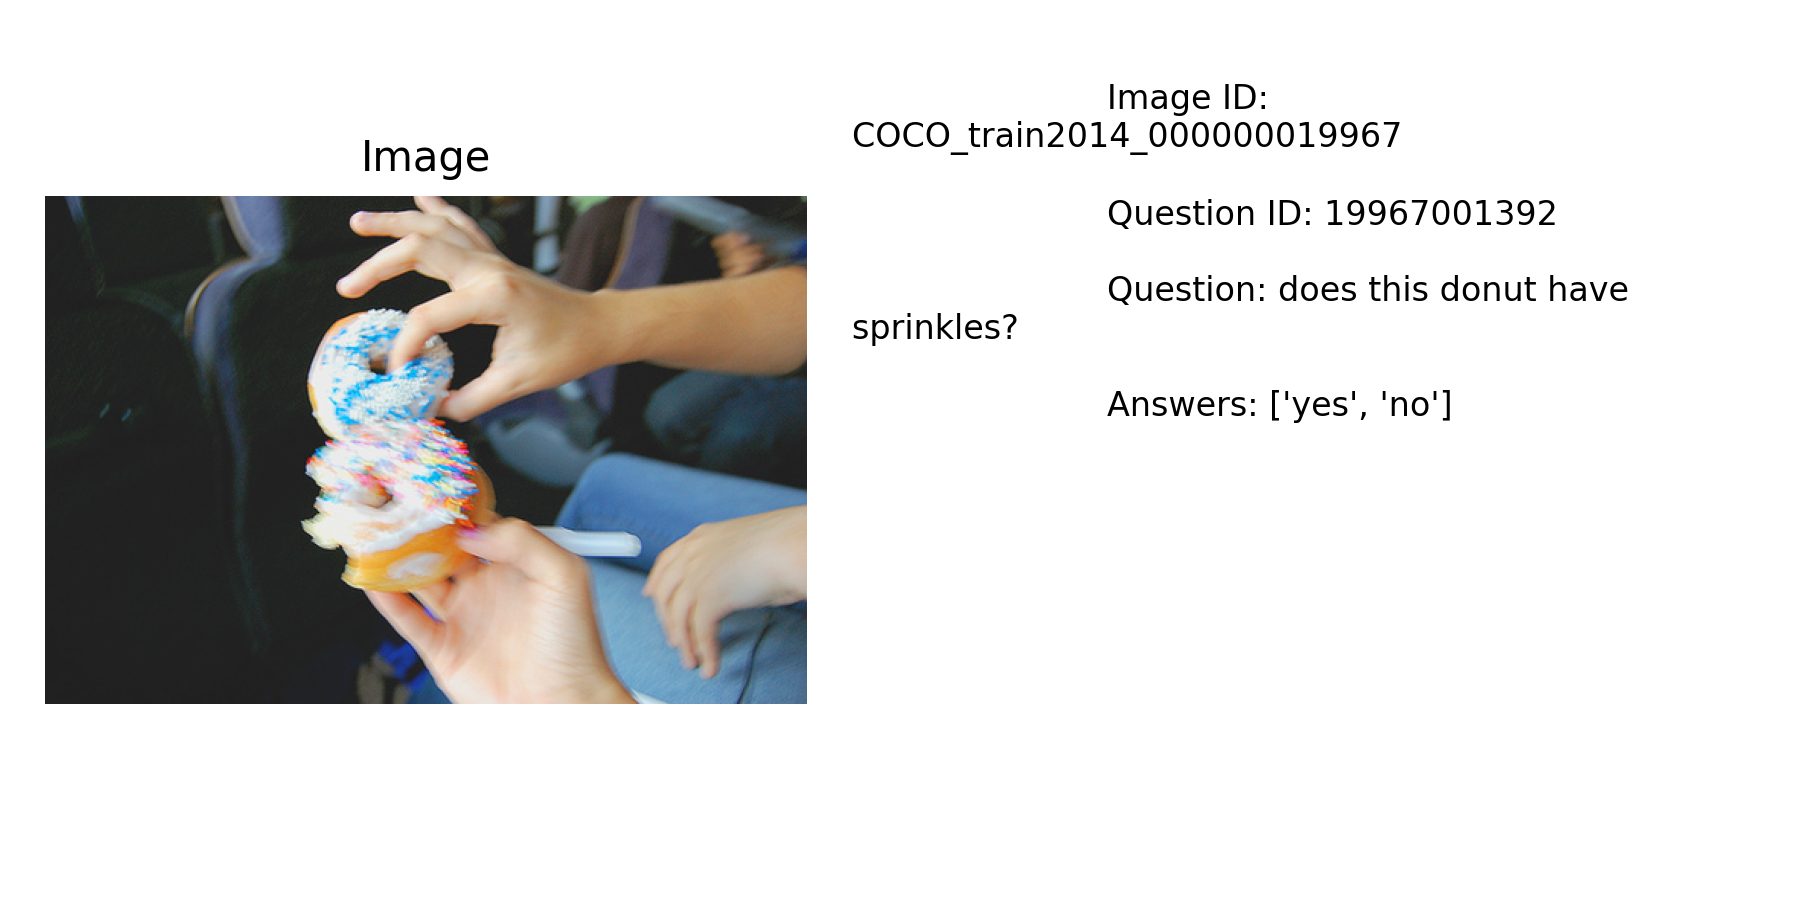 Image
Image ID:
COCO_train2014_000000019967
Question ID: 19967001392
Question: does this donut have
sprinkles?
Answers: ['yes', 'no']